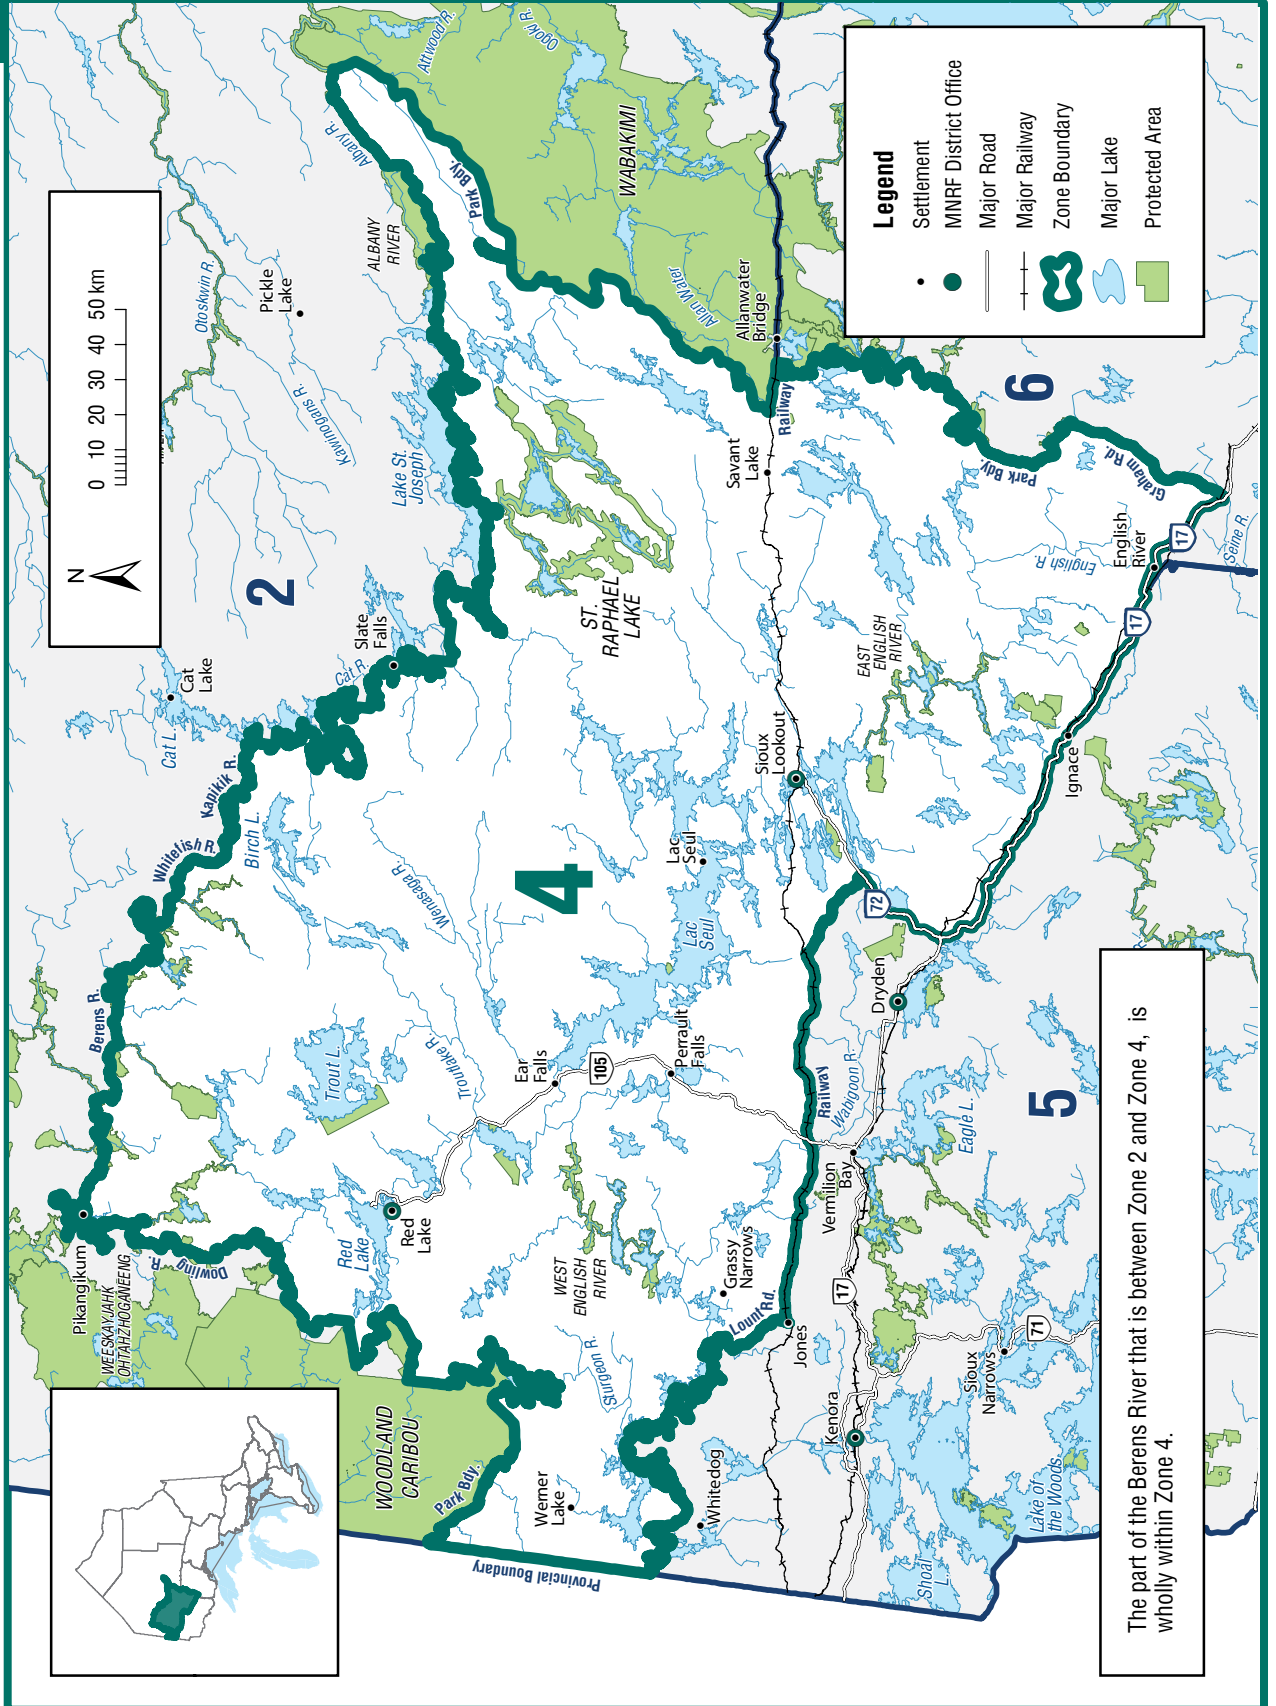 N
0 10 20 30 40 50 km
Legend
Settlement
MNRF District Office
Major Road
Major Railway
Zone Boundary
Major Lake
Protected Area
2
4
5
6
Pikangikum
WEESKAYJAHK
OHTAHZHOGANEENG
Dowling R.
Berens R.
Whitefish R.
Kapikik R.
Birch L.
Cat L.
Cat
Lake
Cat R.
Slate
Falls
Otoskwin R.
Pickle
Lake
Kawinogans R.
Lake St.
Joseph
ALBANY
RIVER
Albany R.
Attwood R.
Ogoki R.
Park Bdy.
WABAKIMI
Allan Water
Allanwater
Bridge
Railway
Savant
Lake
ST.
RAPHAEL
LAKE
Park Bdy.
Graham Rd.
English
River
English R.
Seine R.
17
17
EAST
ENGLISH
RIVER
Ignace
Sioux
Lookout
72
Lac
Seul
Lac
Seul
Wenasaga R.
Troutlake R.
Trout L.
Ear
Falls
105
Perrault
Falls
Red
Lake
Red
Lake
WOODLAND
CARIBOU
Park Bdy.
Provincial Boundary
Werner
Lake
Whitedog
Sturgeon R.
WEST
ENGLISH
RIVER
Grassy
Narrows
Lount Rd.
Jones
Railway
Wabigoon R.
Dryden
Vermilion
Bay
Eagle L.
17
Kenora
Sioux
Narrows
71
Lake of
the Woods
Shoal
L.
The part of the Berens River that is between Zone 2 and Zone 4, is
wholly within Zone 4.